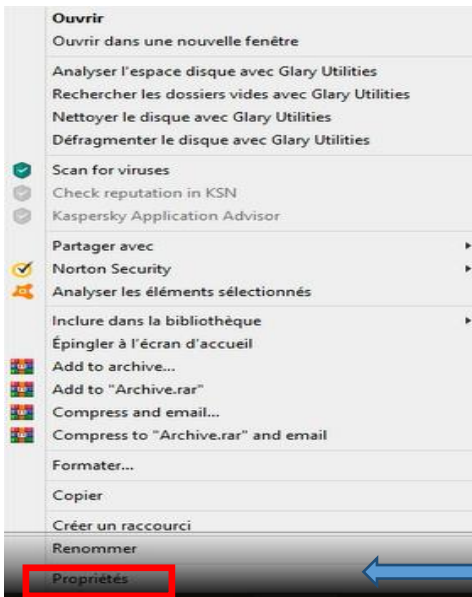 Ouvrir
Ouvrir dans une nouvelle fenêtre
Analyser l'espace disque avec Glary Utilities
Rechercher les dossiers vides avec Glary Utilities
Nettoyer le disque avec Glary Utilities
Défragmenter le disque avec Glary Utilities
Scan for viruses
Check reputation in KSN
Kaspersky Application Advisor
Partager avec
Norton Security
Analyser les éléments sélectionnés
Inclure dans la bibliothèque
Épingler à l'écran d'accueil
Add to archive...
Add to "Archive.rar"
Compress and email...
Compress to "Archive.rar" and email
Formater...
Copier
Créer un raccourci
Renommer
Propriétés